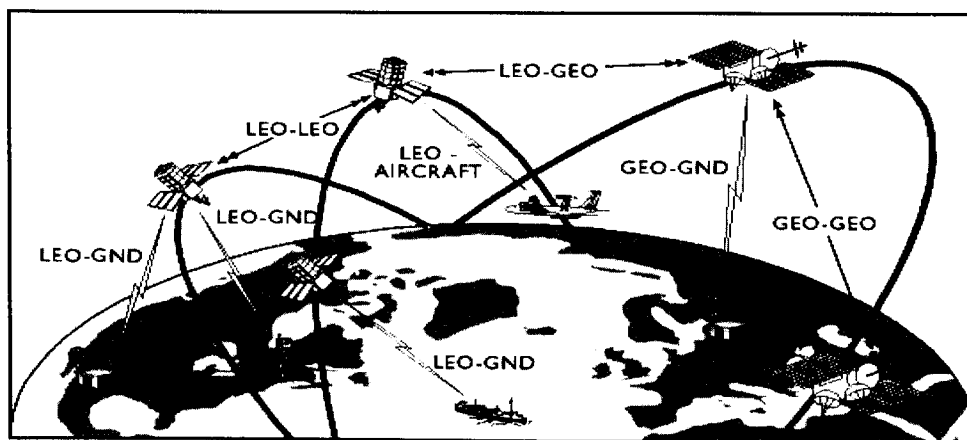 LEO-GEO
LEO-LEO
LEO -
AIRCRAFT
GEO-GND
LEO-GND
GEO-GEO
LEO-GND
LEO-GND